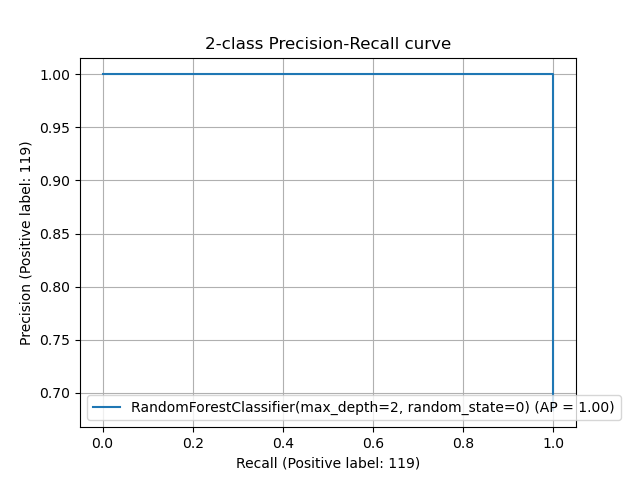 2-class Precision-Recall curve
1.00
0.95
0.90
0.85
0.80
0.75
0.70
Precision (Positive label: 119)
RandomForestClassifier(max_depth=2, random_state=0) (AP = 1.00)
0.0 0.2 0.4 0.6 0.8 1.0
Recall (Positive label: 119)